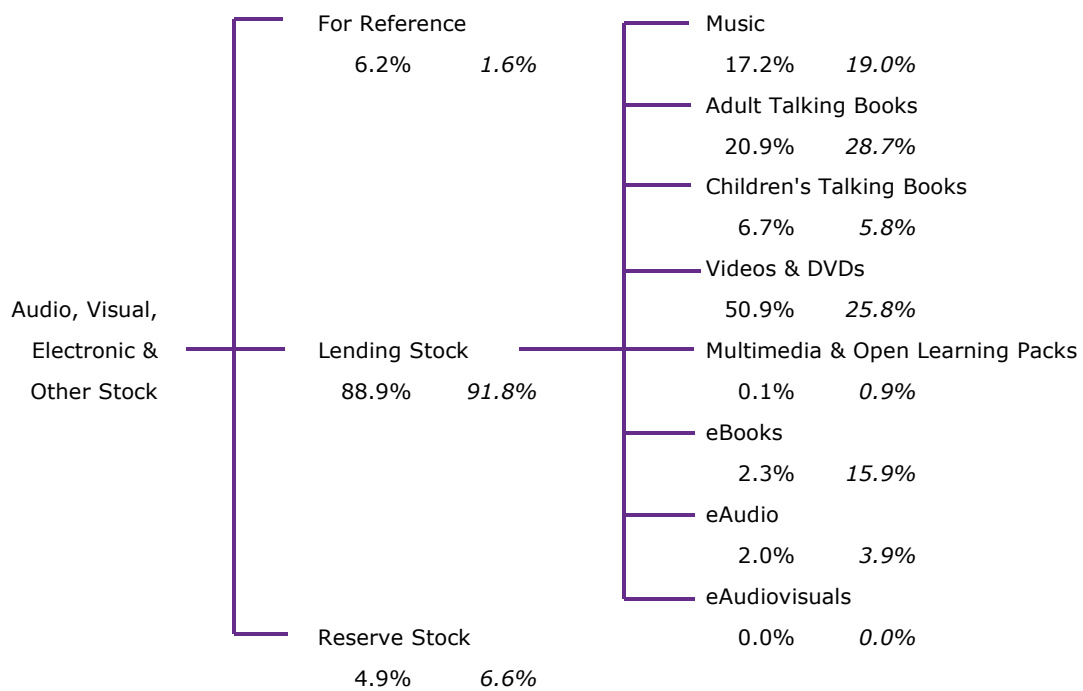 Audio, Visual,
Electronic &
Other Stock
For Reference
6.2% 1.6%
Lending Stock
88.9% 91.8%
Reserve Stock
4.9% 6.6%
Music
17.2% 19.0%
Adult Talking Books
20.9% 28.7%
Children's Talking Books
6.7% 5.8%
Videos & DVDs
50.9% 25.8%
Multimedia & Open Learning Packs
0.1% 0.9%
eBooks
2.3% 15.9%
eAudio
2.0% 3.9%
eAudiovisuals
0.0% 0.0%